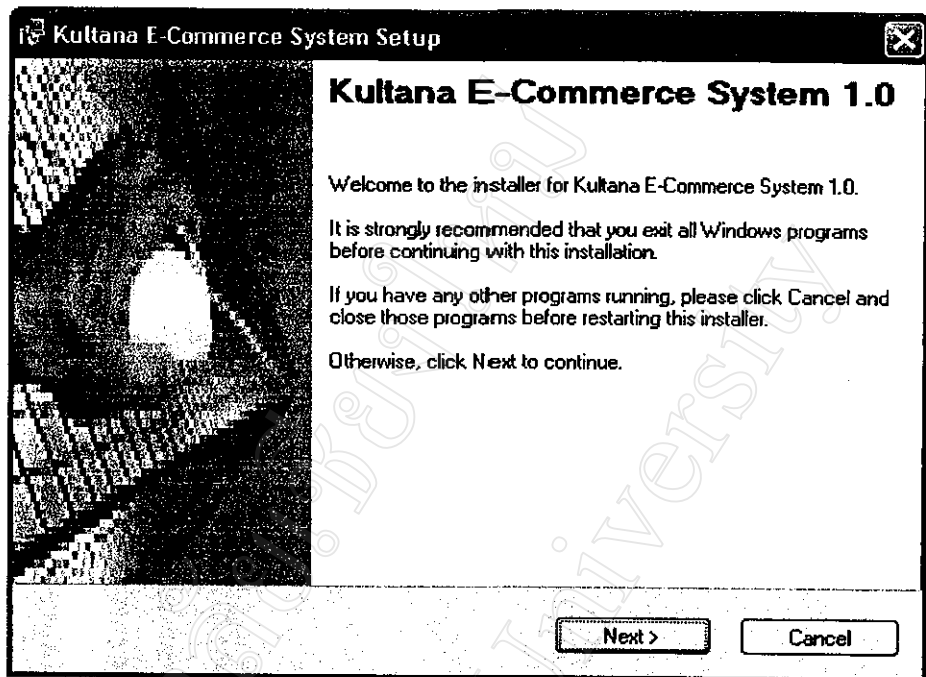 Kultana E-Commerce System Setup
Kultana E-Commerce System 1.0
Welcome to the installer for Kultana E-Commerce System 1.0.
It is strongly recommended that you exit all Windows programs
before continuing with this installation.
If you have any other programs running, please click Cancel and
close those programs before restarting this installer.
Otherwise, click Next to continue.
University
Next >
Cancel